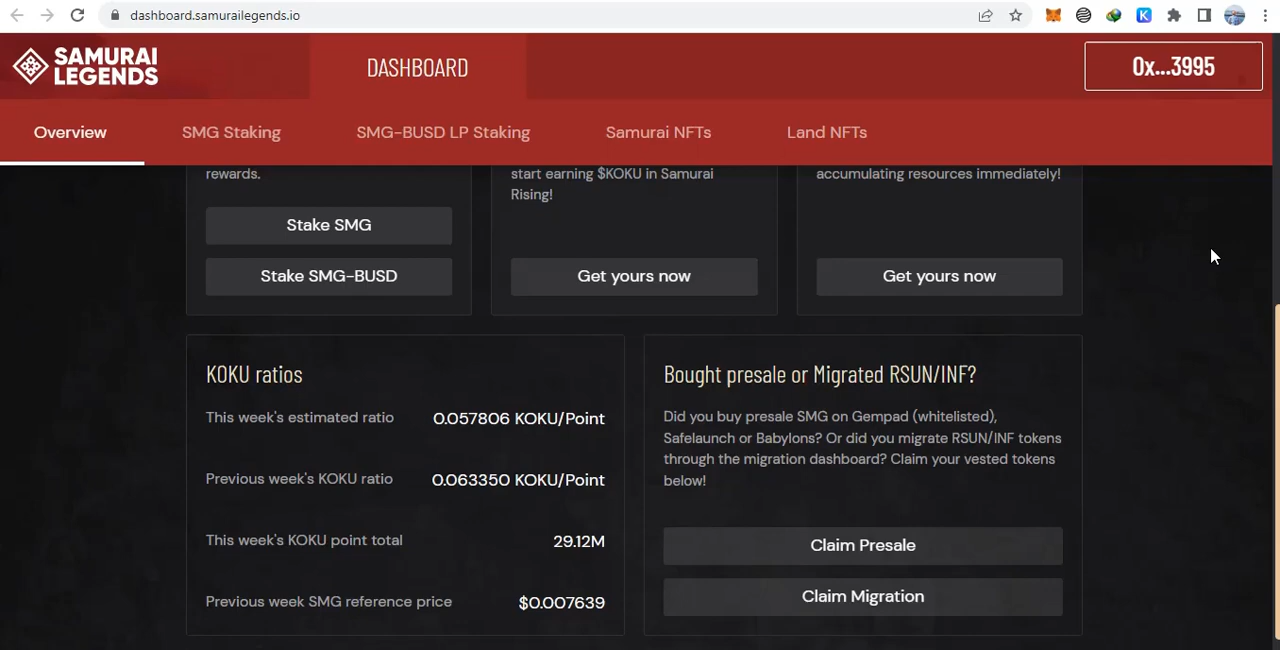 dashboard.samurailegends.io
SAMURAI
LEGENDS
DASHBOARD
0x...3995
Overview
SMG Staking
SMG-BUSD LP Staking
Samurai NFTs
Land NFTs
rewards.
Stake SMG
Stake SMG-BUSD
start earning $KOKU in Samurai
Rising!
Get yours now
accumulating resources immediately!
Get yours now
KOKU ratios
This week's estimated ratio 0.057806 KOKU/Point
Previous week's KOKU ratio 0.063350 KOKU/Point
This week's KOKU point total 29.12M
Previous week SMG reference price $0.007639
Bought presale or Migrated RSUN/INF?
Did you buy presale SMG on Gempad (whitelisted),
Safelaunch or Babylons? Or did you migrate RSUN/INF tokens
through the migration dashboard? Claim your vested tokens
below!
Claim Presale
Claim Migration